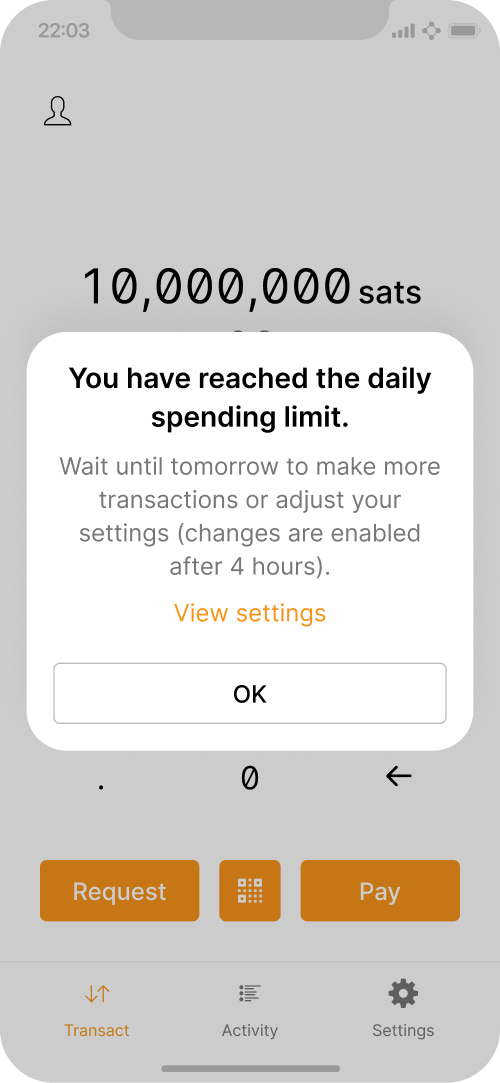 22:03
10,000,000 sats
You have reached the daily
spending limit.
Wait until tomorrow to make more
transactions or adjust your
settings (changes are enabled
after 4 hours).
View settings
OK
. 0 ←
Request Pay
Transact Activity Settings